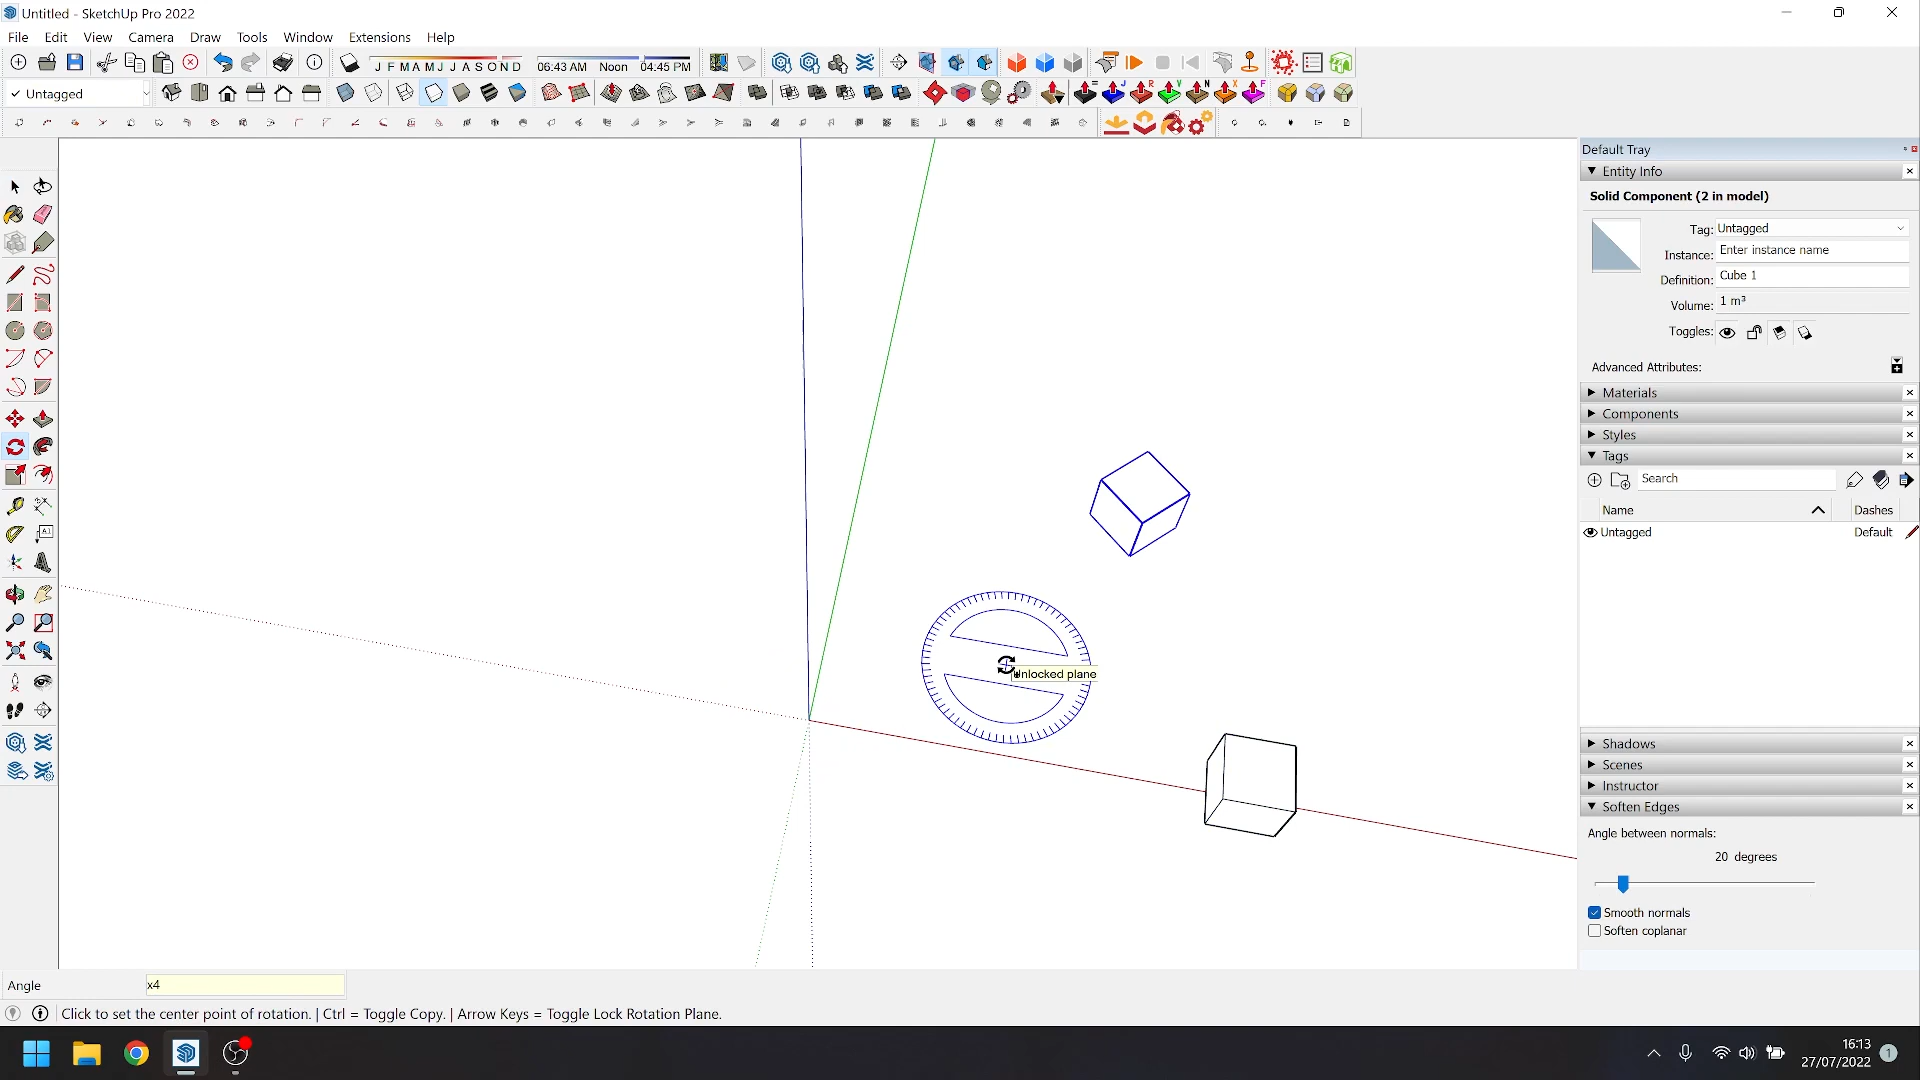 Untitled - SketchUp Pro 2022
File Edit View Camera Draw Tools Window Extensions Help
J F M A M J J A S O N D 06:43 AM Noon 04:45 PM
✓ Untagged
Default Tray
Entity Info
Solid Component (2 in model)
Tag: Untagged
Instance: Enter instance name
Definition: Cube 1
Volume: 1 m³
Toggles:
Advanced Attributes:
Materials
Components
Styles
Tags
Search
Name Dashes
Untagged Default
Unlocked plane
Shadows
Scenes
Instructor
Soften Edges
Angle between normals:
20 degrees
Smooth normals
Soften coplanar
Angle x4
Click to set the center point of rotation. | Ctrl = Toggle Copy. | Arrow Keys = Toggle Lock Rotation Plane.
16:13
27/07/2022 1